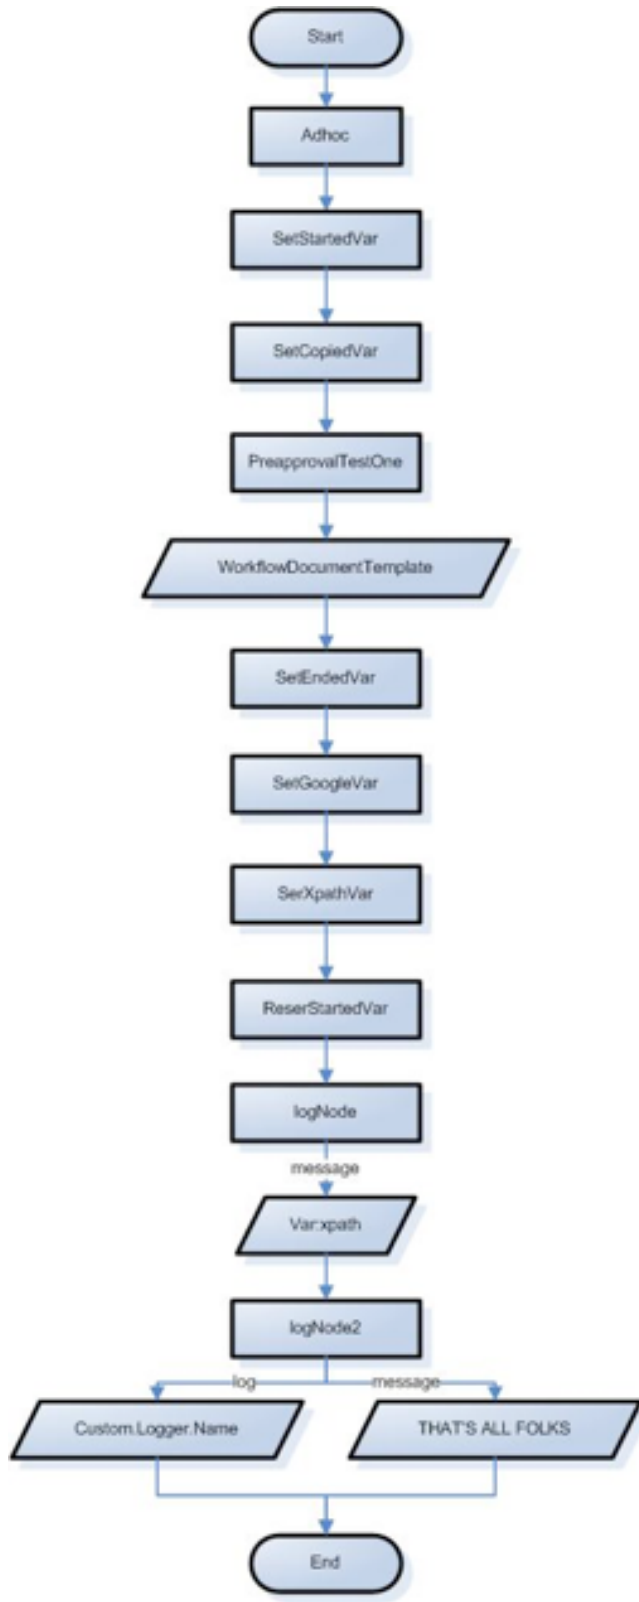 Start
Adhoc
SetStartedVar
SetCopiedVar
PreapprovalTestOne
WorkflowDocumentTemplate
SetEndedVar
SetGoogleVar
SerXpathVar
ReserStartedVar
logNode
message
Var:xpath
logNode2
log message
Custom.Logger.Name THAT'S ALL FOLKS
End